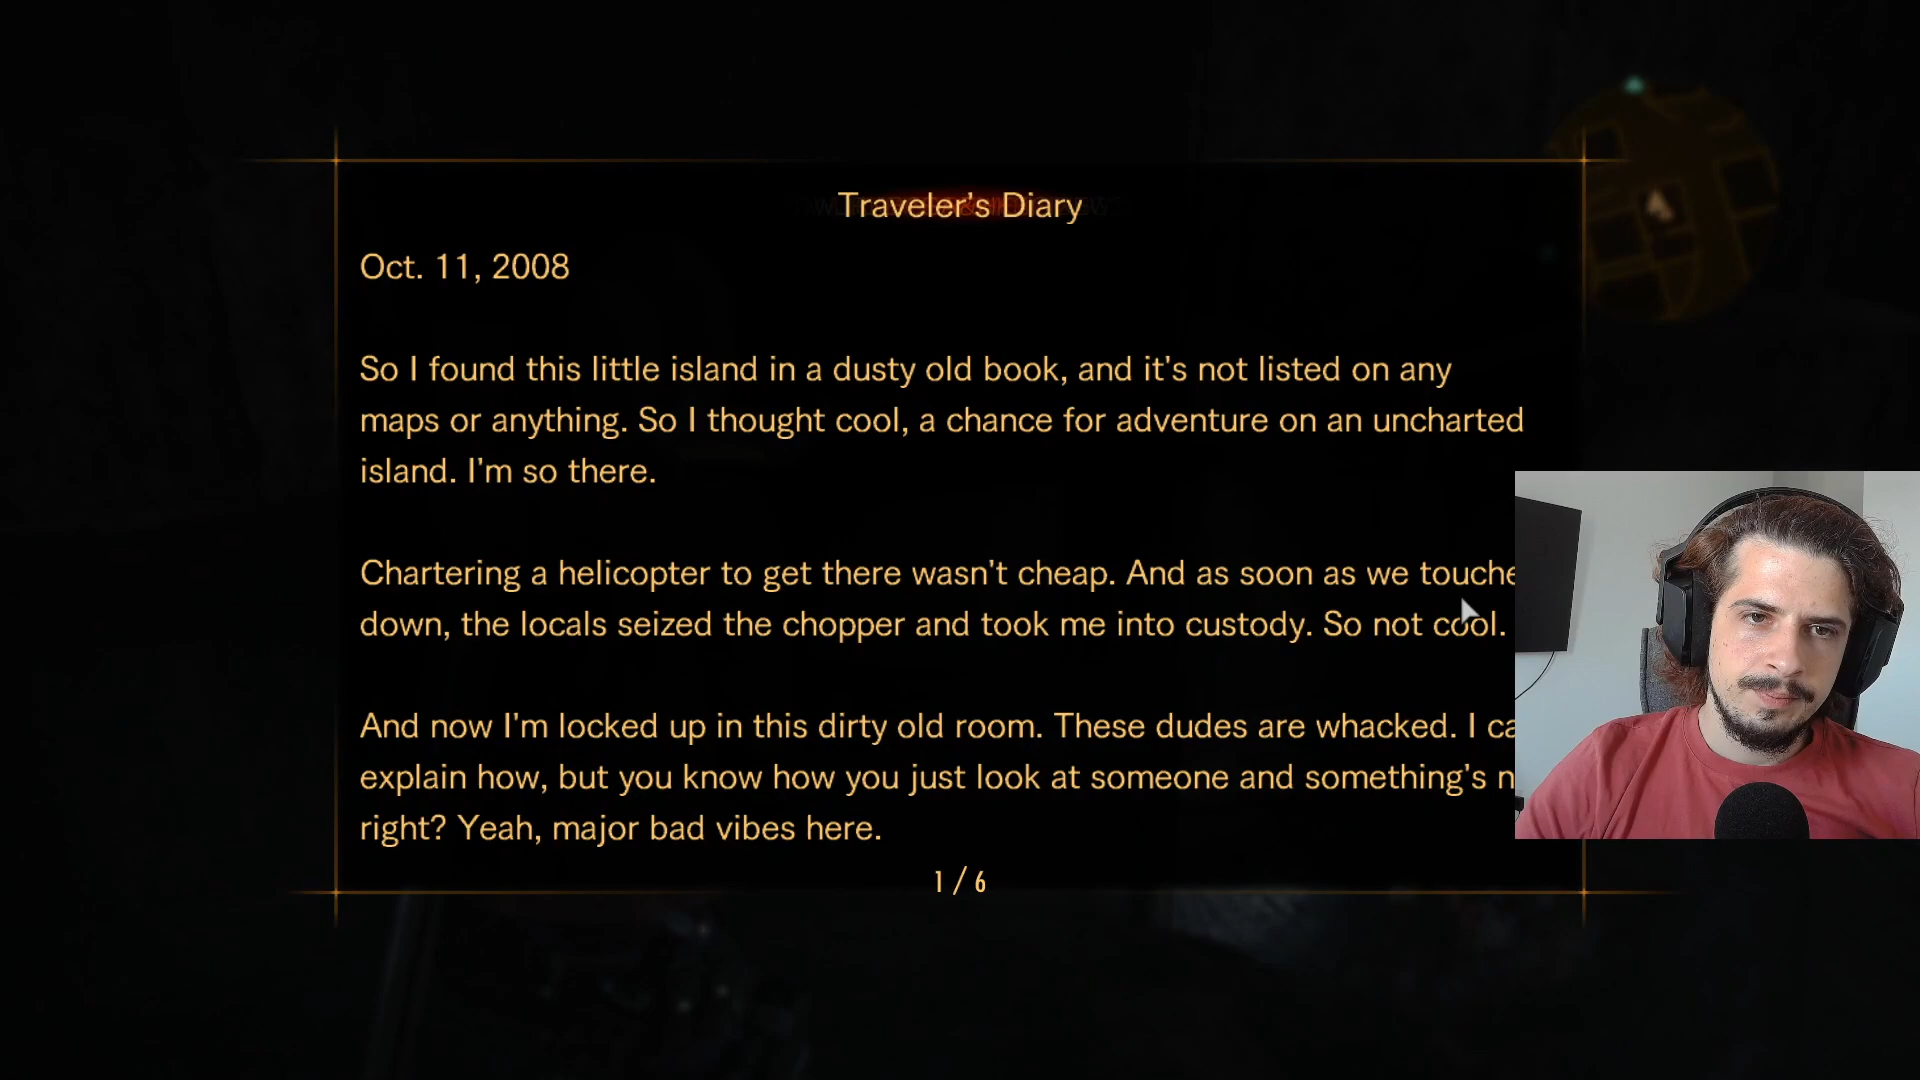 Traveler's Diary
Oct. 11, 2008
So I found this little island in a dusty old book, and it's not listed on any
maps or anything. So I thought cool, a chance for adventure on an uncharted
island. I'm so there.
Chartering a helicopter to get there wasn't cheap. And as soon as we
down, the locals seized the chopper and took me into custody. So not cool.
And now I'm locked up in this dirty old room. These dudes are whacked. I
explain how, but you know how you just look at someone and something's
right? Yeah, major bad vibes here.
1 / 6